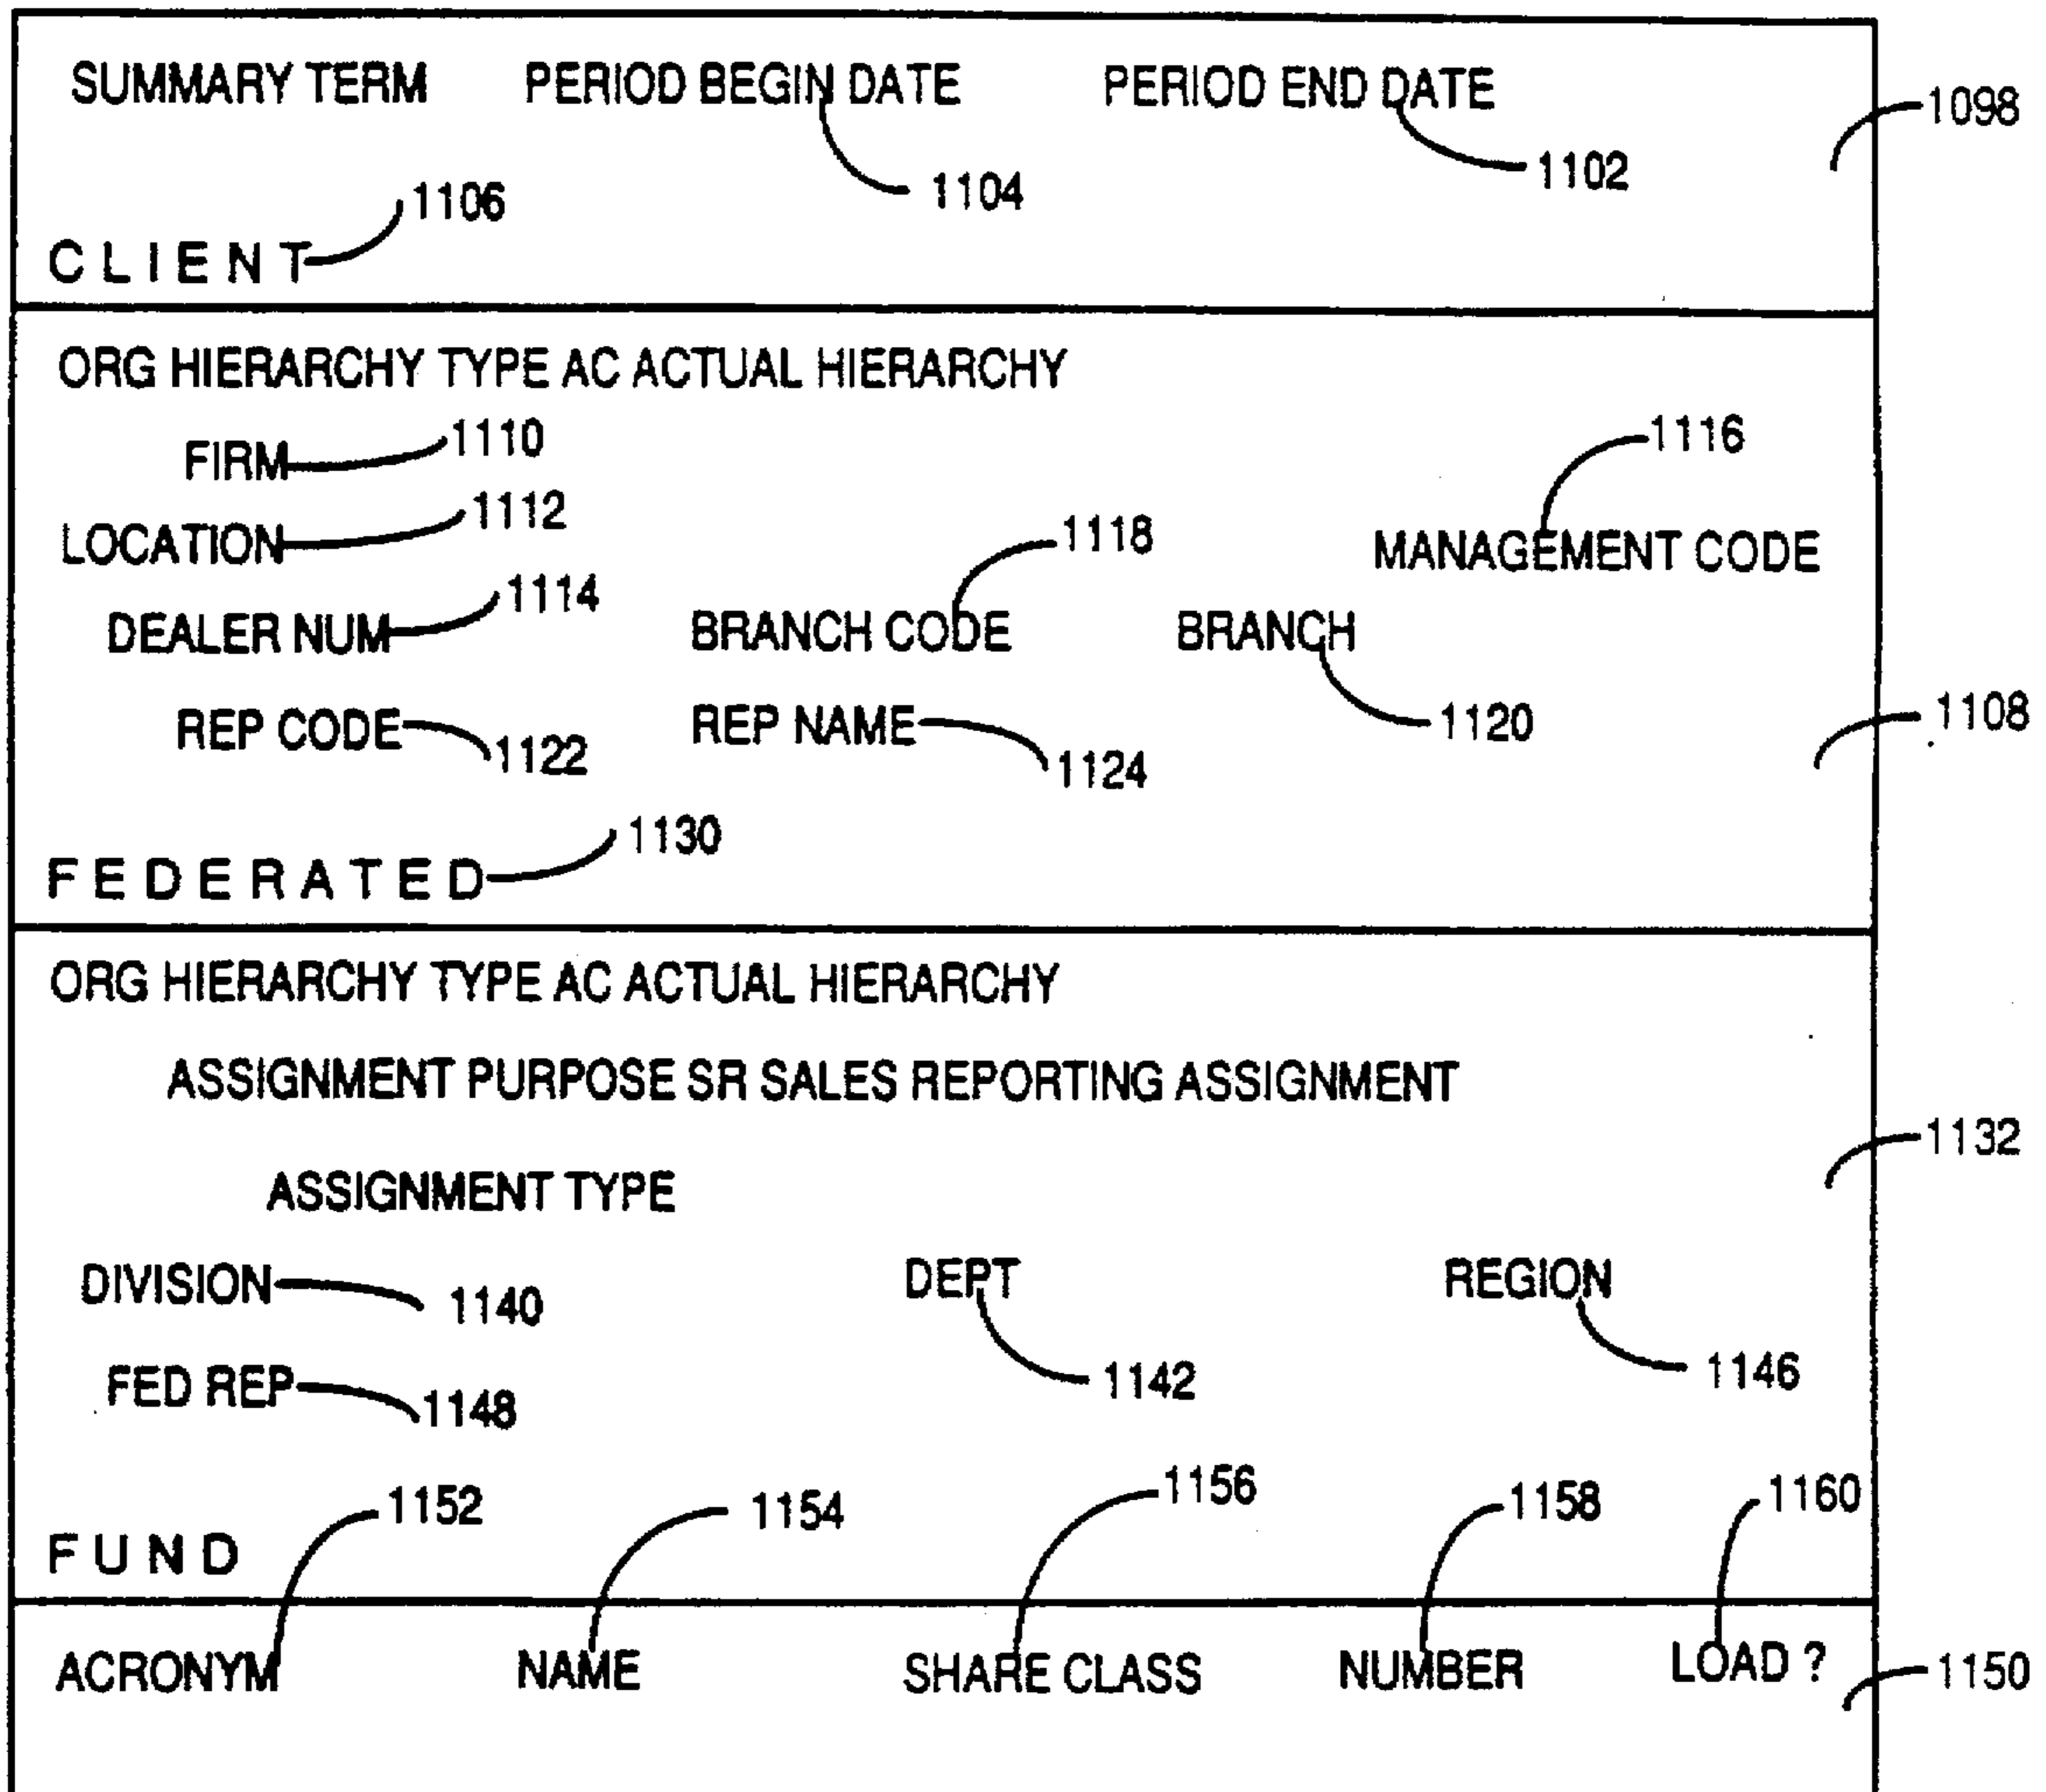 SUMMARY TERM PERIOD BEGIN DATE PERIOD END DATE
1098
1102
1104
1106
CLIENT
ORG HIERARCHY TYPE AC ACTUAL HIERARCHY
FIRM 1110 1116
LOCATION 1112 1118 MANAGEMENT CODE
DEALER NUM 1114 BRANCH CODE BRANCH
REP CODE 1122 REP NAME 1124 1120 1108
FEDERATED 1130
ORG HIERARCHY TYPE AC ACTUAL HIERARCHY
ASSIGNMENT PURPOSE SR SALES REPORTING ASSIGNMENT
1132
ASSIGNMENT TYPE
DIVISION 1140 DEPT REGION
FED REP 1148 1142 1146
1152 1154 1156 1158 1160
FUND
ACRONYM NAME SHARE CLASS NUMBER LOAD ? 1150